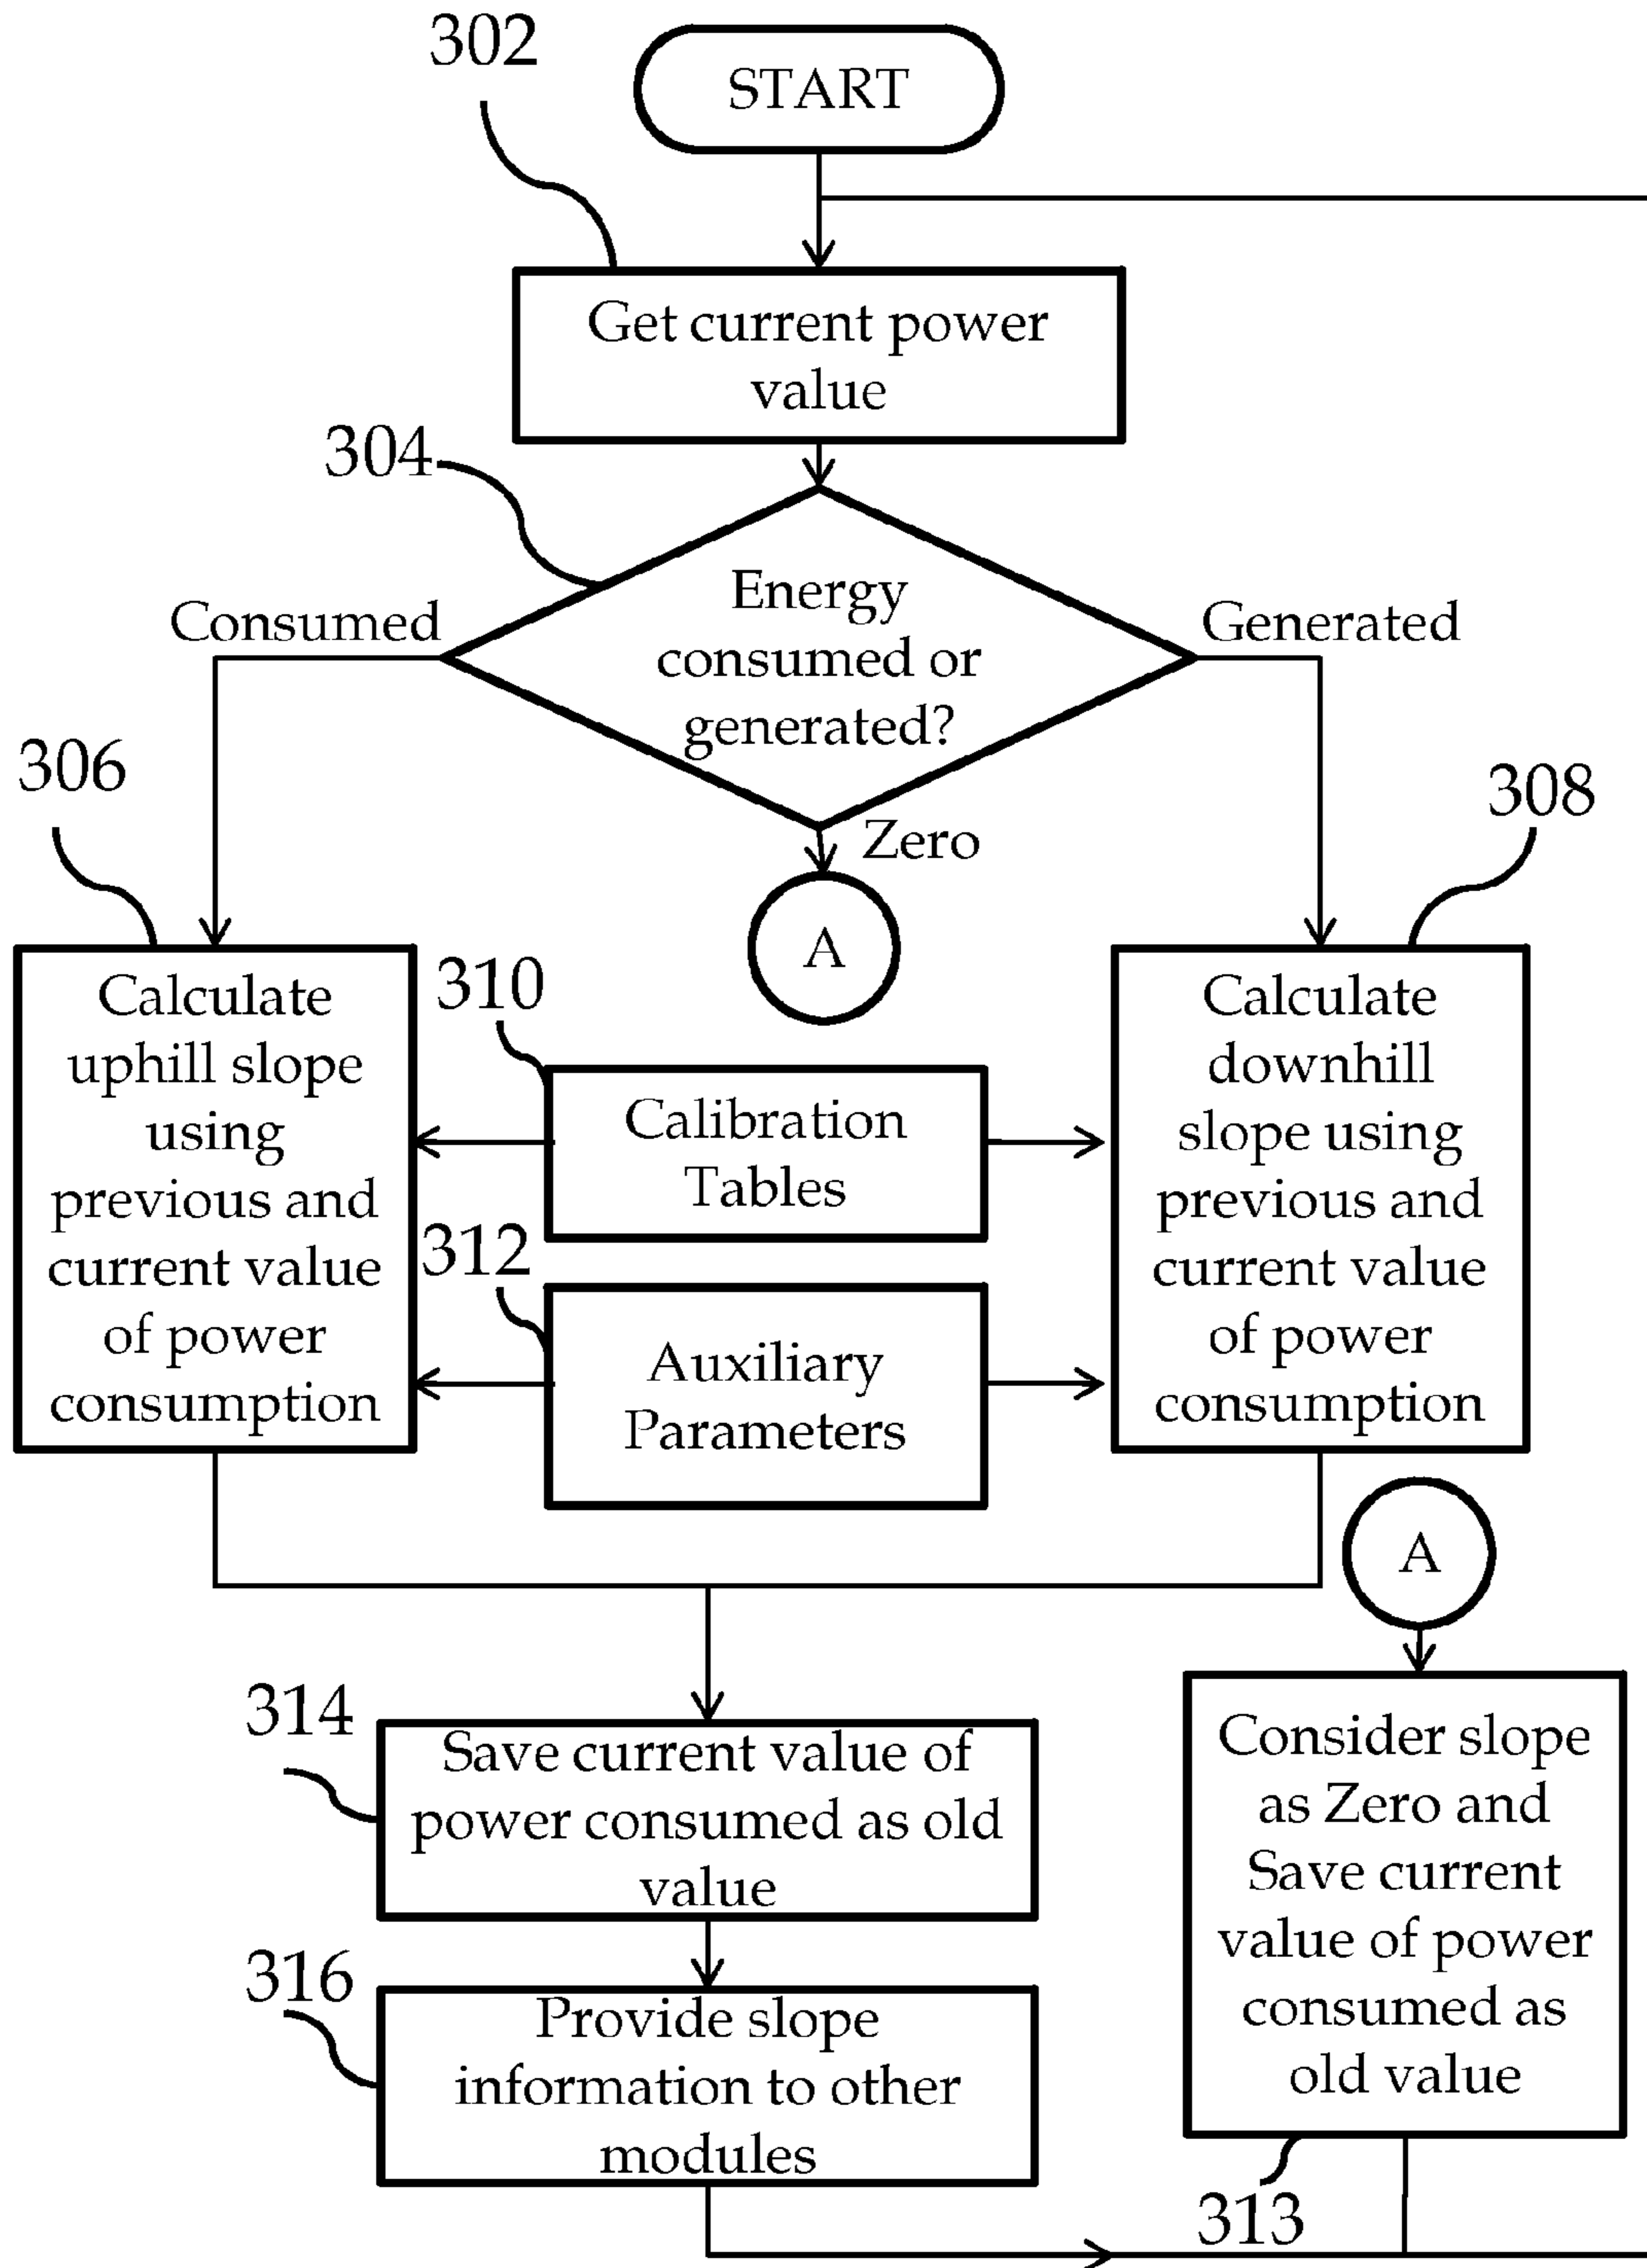 302
START
Get current power
value
304
Energy
consumed or
generated?
Consumed
Generated
Zero
A
306
308
Calculate
uphill slope
using
previous and
current value
of power
consumption
310
Calibration
Tables
312
Auxiliary
Parameters
Calculate
downhill
slope using
previous and
current value
of power
consumption
A
314
Save current value of
power consumed as old
value
316
Provide slope
information to other
modules
Consider slope
as Zero and
Save current
value of power
consumed as
old value
313